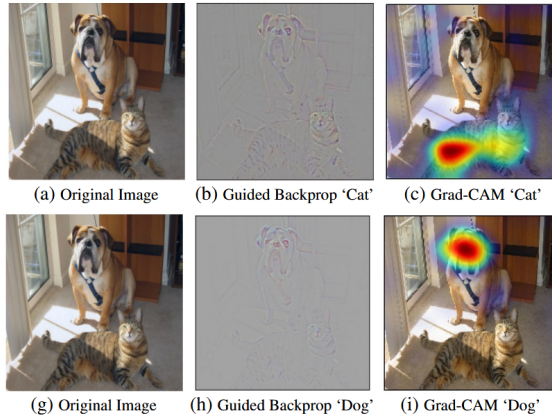 (a) Original Image
(b) Guided Backprop ‘Cat’
(c) Grad-CAM ‘Cat’
(g) Original Image
(h) Guided Backprop ‘Dog’
(i) Grad-CAM ‘Dog’